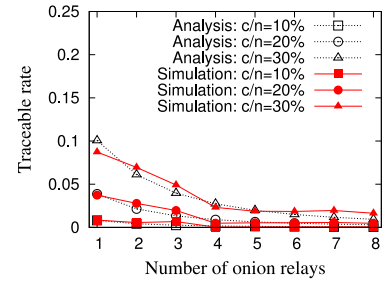 0.25
0.2
0.15
0.1
0.05
0
Traceable rate
Analysis: c/n=10%
Analysis: c/n=20%
Analysis: c/n=30%
Simulation: c/n=10%
Simulation: c/n=20%
Simulation: c/n=30%
1 2 3 4 5 6 7 8
Number of onion relays